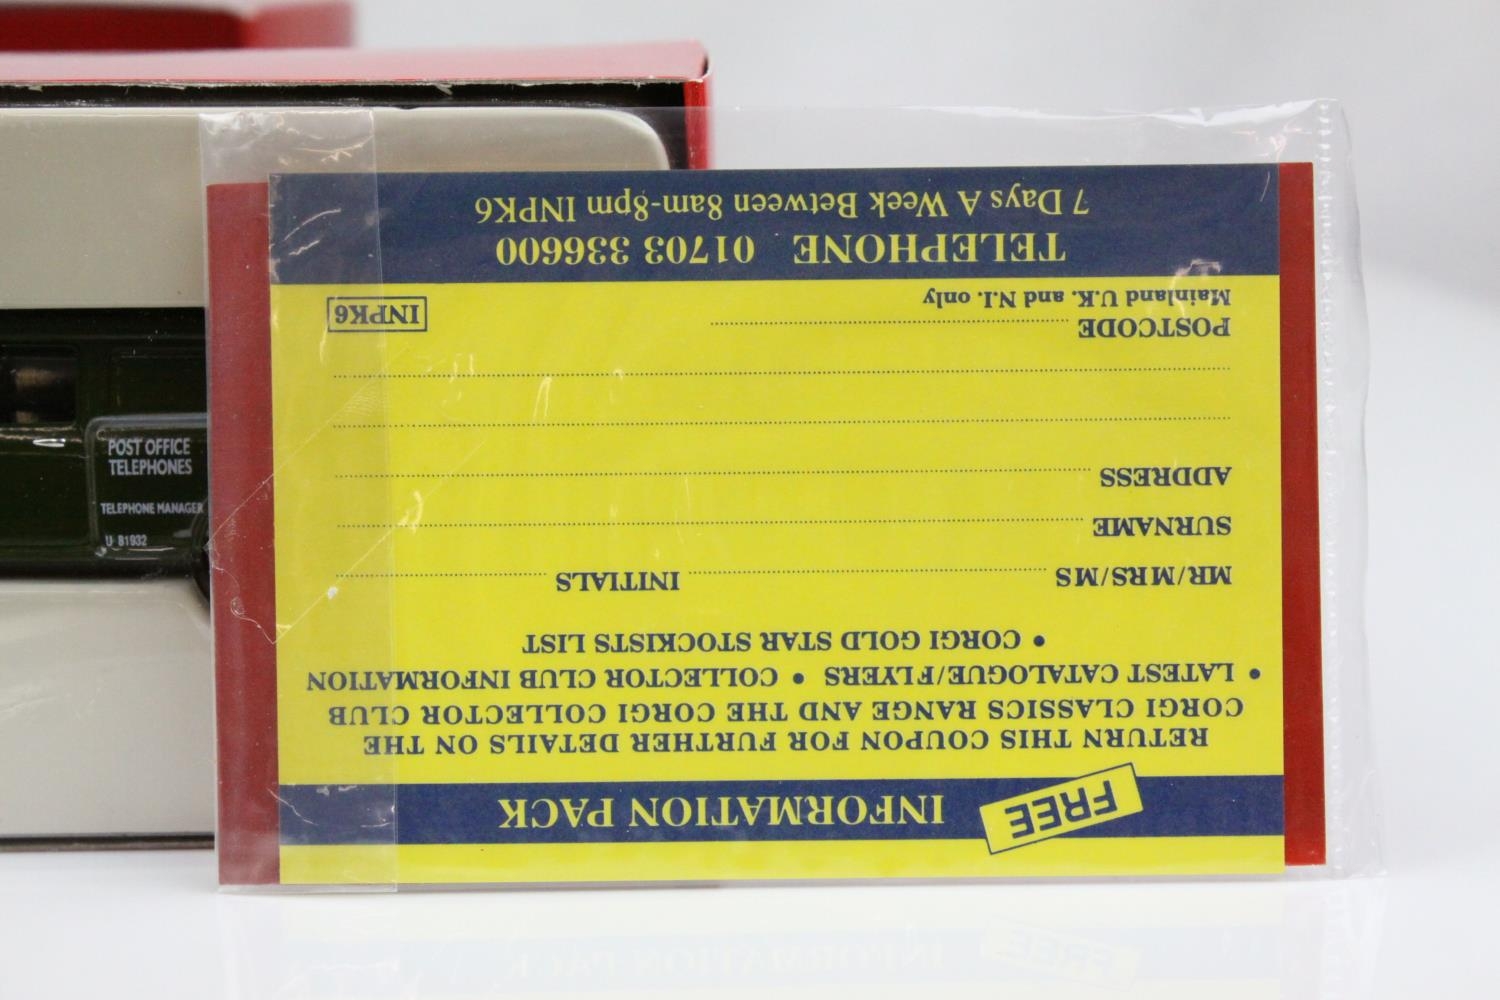 FREE INFORMATION PACK
RETURN THIS COUPON FOR FURTHER DETAILS ON THE
CORGI CLASSICS RANGE AND THE CORGI COLLECTOR CLUB
• LATEST CATALOGUE/FLYERS • COLLECTOR CLUB INFORMATION
• CORGI GOLD STAR STOCKISTS LIST
MR/MRS/MS INITIALS
SURNAME
ADDRESS
POSTCODE
Mainland U.K. and N.I. only
INPK6
TELEPHONE 01703 336600
7 Days A Week Between 8am-8pm INPK6
POST OFFICE
TELEPHONES
TELEPHONE MANAGER
U 81932